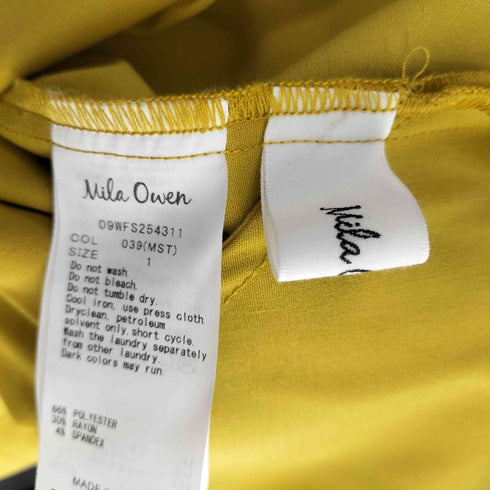 Mila Owen
09WFS254311
COL 039(MST)
SIZE 1
Do not wash.
Do not bleach.
Do not tumble dry.
Cool iron, use press cloth.
Dryclean, petroleum
solvent only, short cycle.
Wash the laundry separately
from other laundry.
Dark colors may run.
66% POLYESTER
30% RAYON
4% SPANDEX
Mila